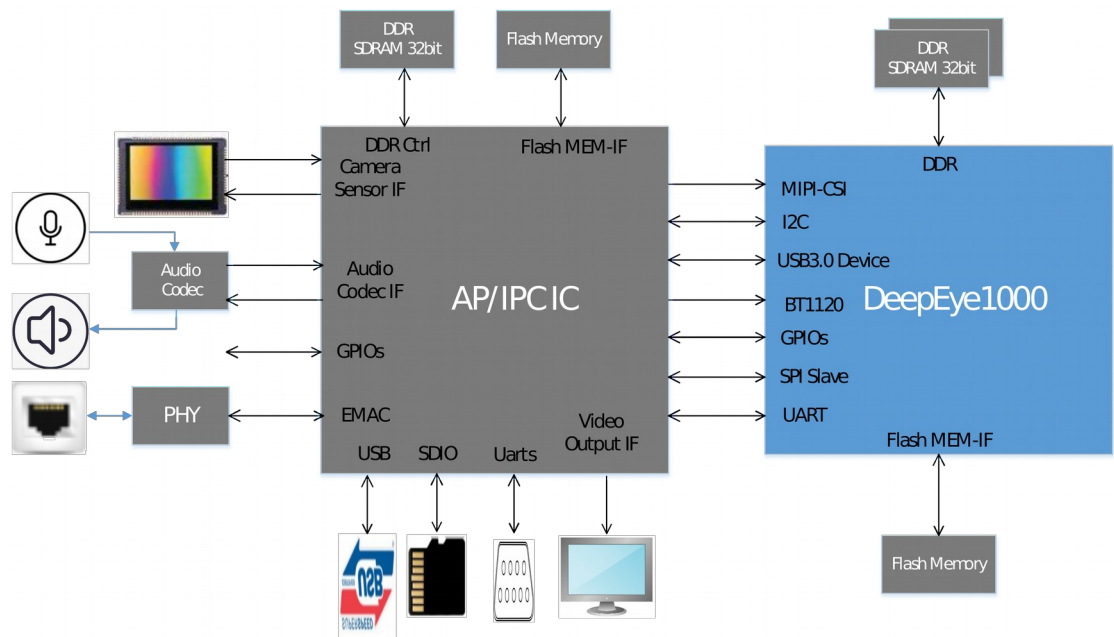 DDR
SDRAM 32bit
Flash Memory
DDR
SDRAM 32bit
DDR Ctrl
Flash MEM-IF
Camera
Sensor IF
Audio
Codec
Audio
Codec IF
AP/IPC IC
GPIOs
PHY
EMAC
USB
SDIO
Uarts
Video
Output IF
DDR
MIPI-CSI
I2C
USB3.0 Device
BT1120
DeepEye1000
GPIOs
SPI Slave
UART
Flash MEM-IF
USB
Flash Memory